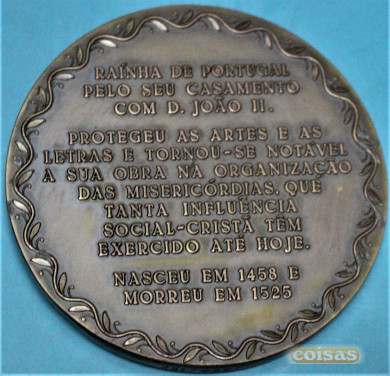 RAÍNHA DE PORTUGAL
PELO SEU CASAMENTO
COM D. JOÃO II.
PROTEGEU AS ARTES E AS
LETRAS E TORNOU-SE NOTÁVEL
A SUA OBRA NA ORGANIZAÇÃO
DAS MISERICÓRDIAS, QUE
TANTA INFLUÊNCIA
SOCIAL-CRISTÃ TÊM
EXERCIDO ATÉ HOJE.
NASCEU EM 1458 E
MORREU EM 1525
coisas